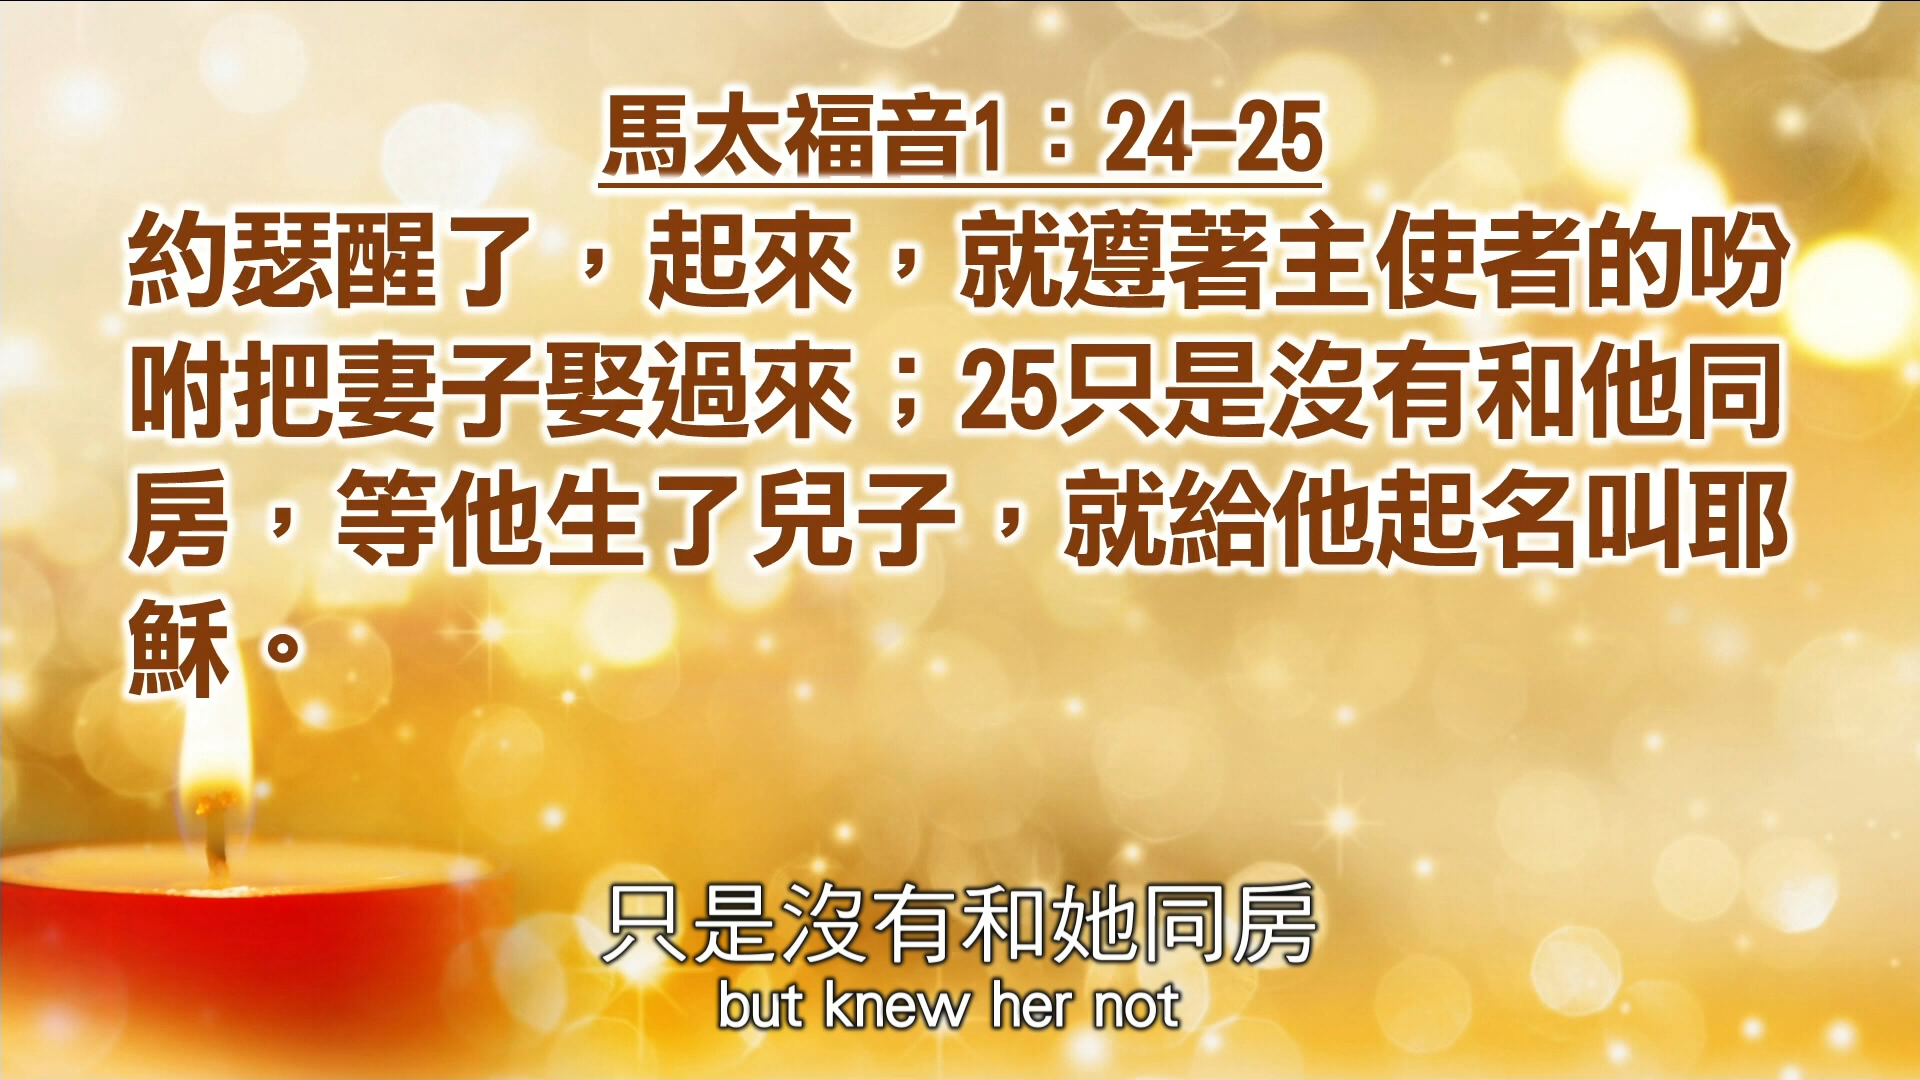 馬太福音1：24-25
約瑟醒了，起來，就遵著主使者的吩
咐把妻子娶過來；25只是沒有和他同
房，等他生了兒子，就給他起名叫耶
穌。
只是沒有和她同房
but knew her not